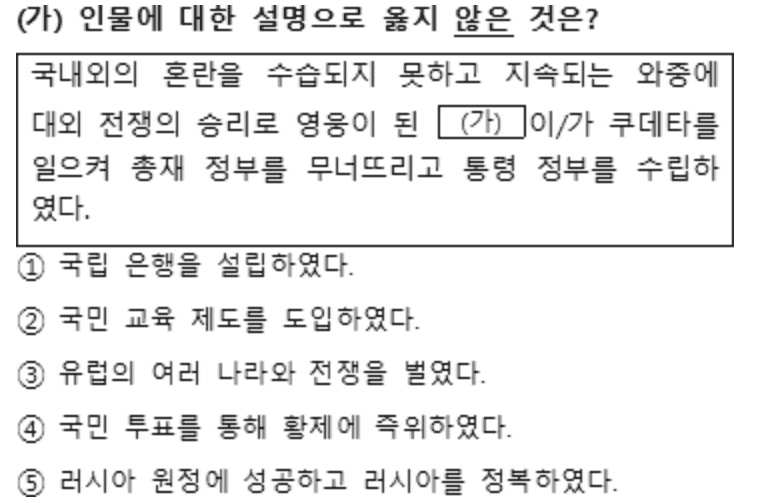 (가) 인물에 대한 설명으로 옳지 않은 것은?
국내외의 혼란을 수습되지 못하고 지속되는 와중에
대외 전쟁의 승리로 영웅이 된 (가) 이/가 쿠데타를
일으켜 총재 정부를 무너뜨리고 통령 정부를 수립하
였다.
① 국립 은행을 설립하였다.
② 국민 교육 제도를 도입하였다.
③ 유럽의 여러 나라와 전쟁을 벌였다.
④ 국민 투표를 통해 황제에 즉위하였다.
⑤ 러시아 원정에 성공하고 러시아를 정복하였다.